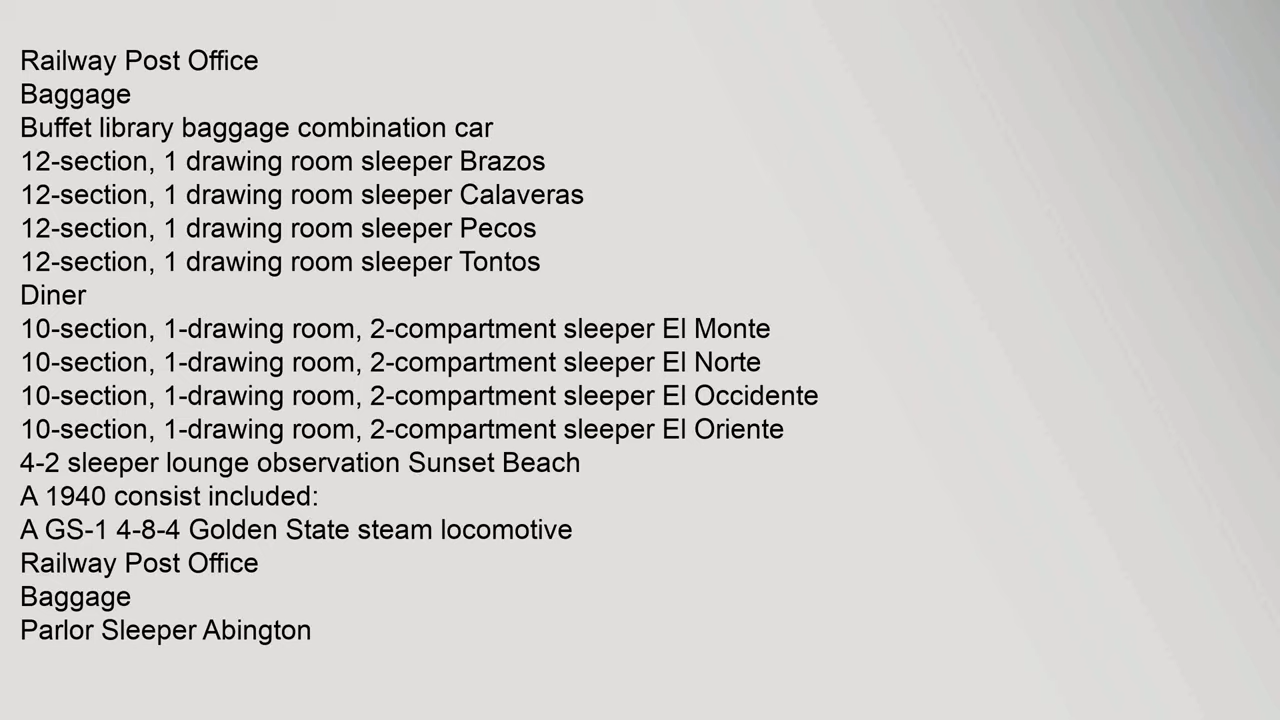 Railway Post Office
Baggage
Buffet library baggage combination car
12-section, 1 drawing room sleeper Brazos
12-section, 1 drawing room sleeper Calaveras
12-section, 1 drawing room sleeper Pecos
12-section, 1 drawing room sleeper Tontos
Diner
10-section, 1-drawing room, 2-compartment sleeper El Monte
10-section, 1-drawing room, 2-compartment sleeper El Norte
10-section, 1-drawing room, 2-compartment sleeper El Occidente
10-section, 1-drawing room, 2-compartment sleeper El Oriente
4-2 sleeper lounge observation Sunset Beach
A 1940 consist included:
A GS-1 4-8-4 Golden State steam locomotive
Railway Post Office
Baggage
Parlor Sleeper Abington